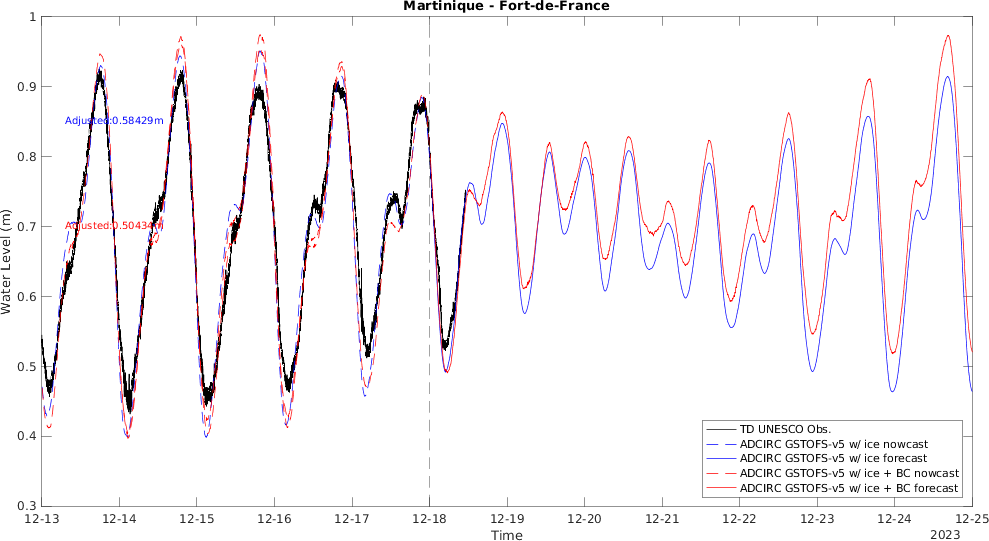 Martinique - Fort-de-France
Water Level (m)
1
0.9
0.8
0.7
0.6
0.5
0.4
0.3
Adjusted:0.58429m
Adjusted:0.50434m
TD UNESCO Obs.
ADCIRC GSTOFS-v5 w/ ice nowcast
ADCIRC GSTOFS-v5 w/ ice forecast
ADCIRC GSTOFS-v5 w/ ice + BC nowcast
ADCIRC GSTOFS-v5 w/ ice + BC forecast
12-13 12-14 12-15 12-16 12-17 12-18 12-19 12-20 12-21 12-22 12-23 12-24 12-25
Time
2023